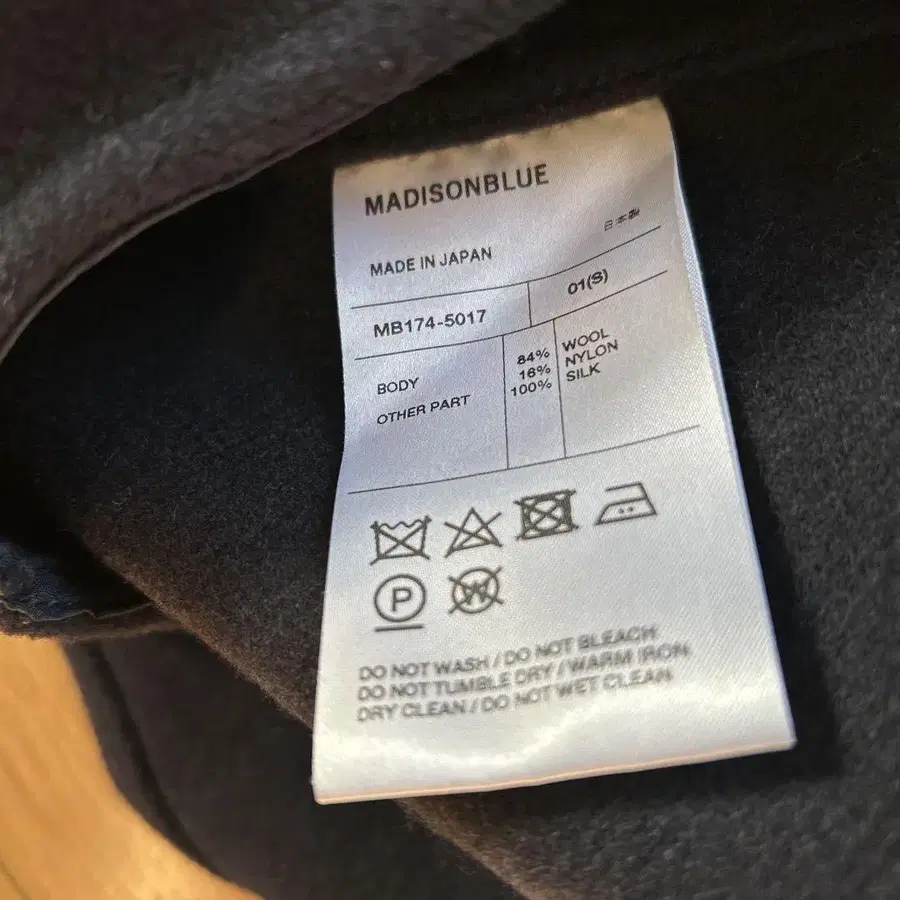 MADISONBLUE
MADE IN JAPAN 日本製
MB174-5017 01(S)
BODY 84% WOOL
16% NYLON
OTHER PART 100% SILK
P
W
DO NOT WASH / DO NOT BLEACH
DO NOT TUMBLE DRY / WARM IRON
DRY CLEAN / DO NOT WET CLEAN